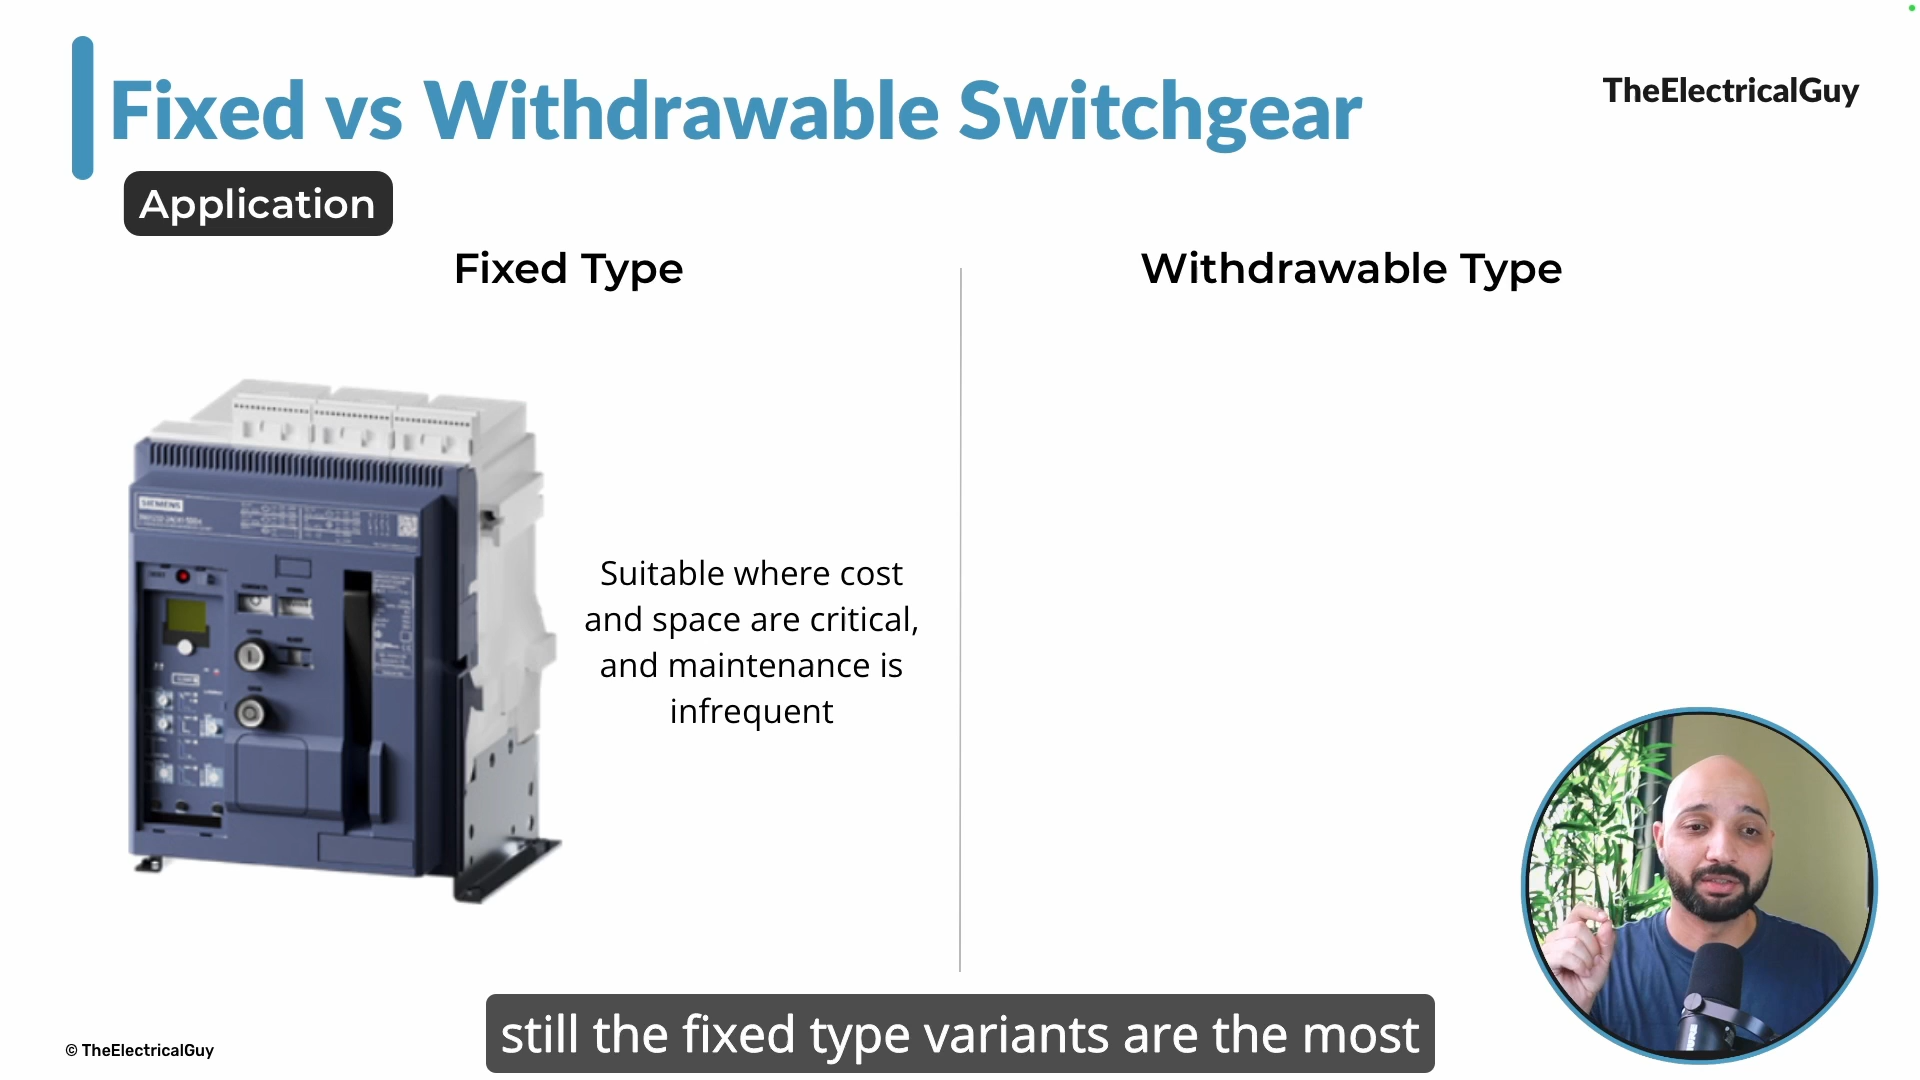 Fixed vs Withdrawable Switchgear
TheElectricalGuy
Application
Fixed Type
Withdrawable Type
SIEMENS
Suitable where cost
and space are critical,
and maintenance is
infrequent
still the fixed type variants are the most
© TheElectricalGuy